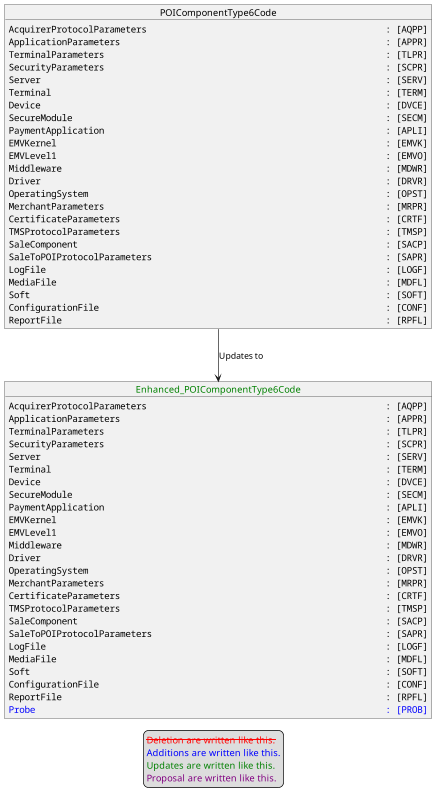 POIComponentType6Code
AcquirerProtocolParameters : [AQPP]
ApplicationParameters : [APPR]
TerminalParameters : [TLPR]
SecurityParameters : [SCPR]
Server : [SERV]
Terminal : [TERM]
Device : [DVCE]
SecureModule : [SECM]
PaymentApplication : [APLI]
EMVKernel : [EMVK]
EMVLevel1 : [EMVO]
Middleware : [MDWR]
Driver : [DRVR]
OperatingSystem : [OPST]
MerchantParameters : [MRPR]
CertificateParameters : [CRTF]
TMSProtocolParameters : [TMSP]
SaleComponent : [SACP]
SaleToPOIProtocolParameters : [SAPR]
LogFile : [LOGF]
MediaFile : [MDFL]
Soft : [SOFT]
ConfigurationFile : [CONF]
ReportFile : [RPFL]
Updates to
Enhanced_POIComponentType6Code
AcquirerProtocolParameters : [AQPP]
ApplicationParameters : [APPR]
TerminalParameters : [TLPR]
SecurityParameters : [SCPR]
Server : [SERV]
Terminal : [TERM]
Device : [DVCE]
SecureModule : [SECM]
PaymentApplication : [APLI]
EMVKernel : [EMVK]
EMVLevel1 : [EMVO]
Middleware : [MDWR]
Driver : [DRVR]
OperatingSystem : [OPST]
MerchantParameters : [MRPR]
CertificateParameters : [CRTF]
TMSProtocolParameters : [TMSP]
SaleComponent : [SACP]
SaleToPOIProtocolParameters : [SAPR]
LogFile : [LOGF]
MediaFile : [MDFL]
Soft : [SOFT]
ConfigurationFile : [CONF]
ReportFile : [RPFL]
Probe : [PROB]
Deletion are written like this.
Additions are written like this.
Updates are written like this.
Proposal are written like this.